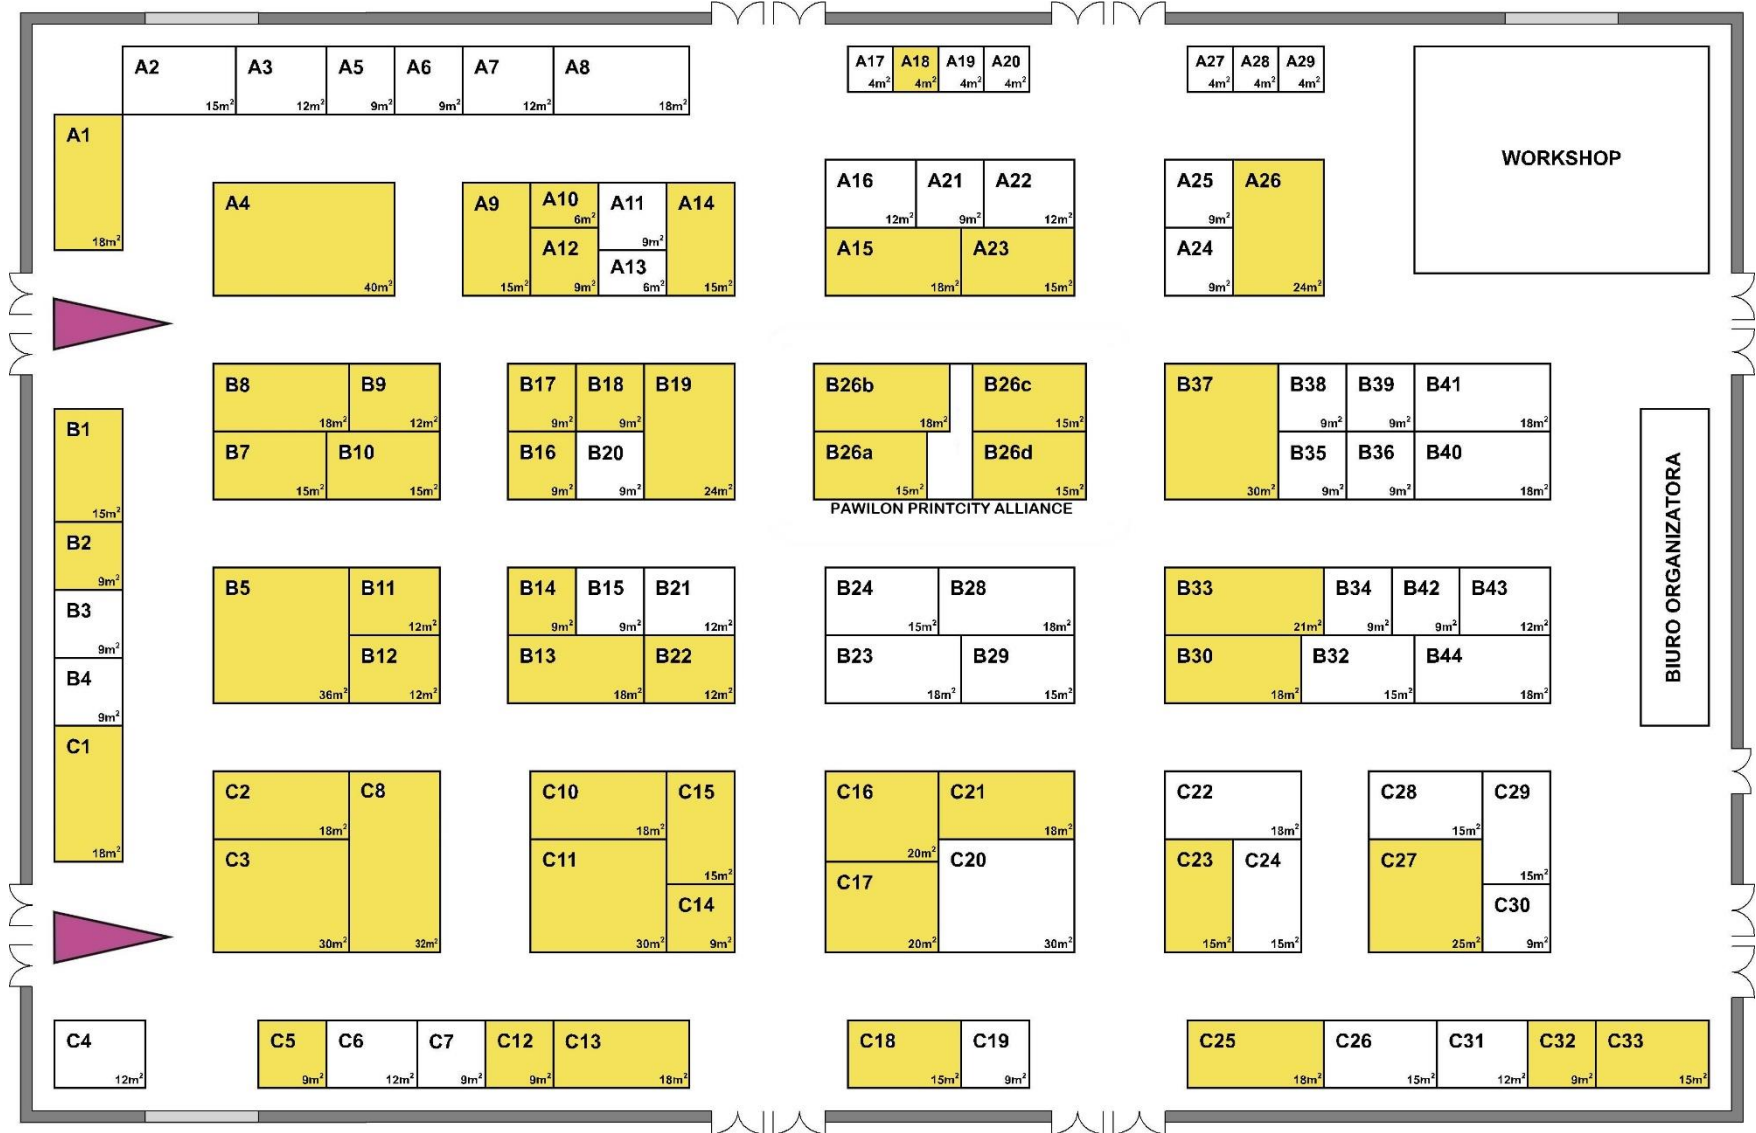 A2 15m²
A3 12m²
A5 9m²
A6 9m²
A7 12m²
A8 18m²
A17 4m²
A18 4m²
A19 4m²
A20 4m²
A27 4m²
A28 4m²
A29 4m²
WORKSHOP
A1 18m²
A4 40m²
A9 15m²
A10 6m²
A11 9m²
A14 15m²
A12 9m²
A13 6m²
A16 12m²
A21 9m²
A22 12m²
A15 18m²
A23 15m²
A25 9m²
A26 24m²
A24 9m²
B8 18m²
B9 12m²
B7 15m²
B10 15m²
B17 9m²
B18 9m²
B19 24m²
B16 9m²
B20 9m²
B26b 18m²
B26c 15m²
B26a 15m²
B26d 15m²
PAWILON PRINTCITY ALLIANCE
B37 30m²
B38 9m²
B39 9m²
B41 18m²
B35 9m²
B36 9m²
B40 18m²
BIURO ORGANIZATORA
B1 15m²
B2 9m²
B3 9m²
B4 9m²
C1 18m²
B5 36m²
B11 12m²
B12 12m²
B14 9m²
B15 9m²
B21 12m²
B13 18m²
B22 12m²
B24 15m²
B28 18m²
B23 18m²
B29 15m²
B33 21m²
B34 9m²
B42 9m²
B43 12m²
B30 18m²
B32 15m²
B44 18m²
C2 18m²
C8 32m²
C3 30m²
C10 18m²
C15 15m²
C11 30m²
C14 9m²
C16 20m²
C21 18m²
C17 20m²
C20 30m²
C22 18m²
C23 15m²
C24 15m²
C28 15m²
C29 15m²
C27 25m²
C30 9m²
C4 12m²
C5 9m²
C6 12m²
C7 9m²
C12 9m²
C13 18m²
C18 15m²
C19 9m²
C25 18m²
C26 15m²
C31 12m²
C32 9m²
C33 15m²